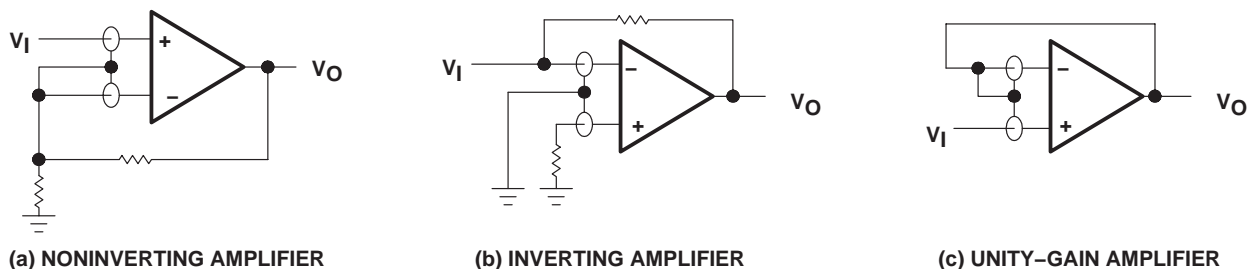 V_I
+
−
V_O
(a) NONINVERTING AMPLIFIER
V_I
−
+
V_O
(b) INVERTING AMPLIFIER
−
+
V_I
V_O
(c) UNITY−GAIN AMPLIFIER